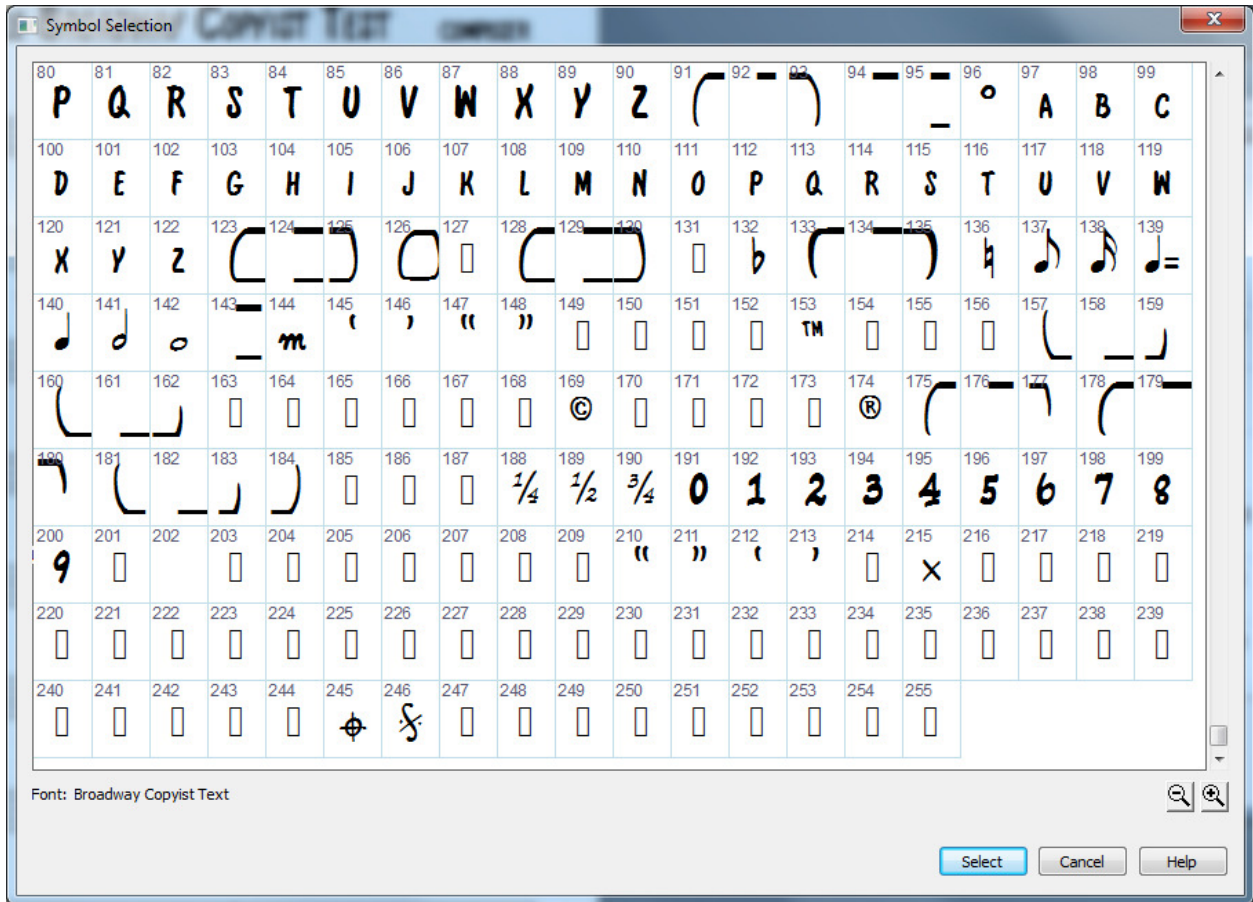 Symbol Selection
80 81 82 83 84 85 86 87 88 89 90 91 92 93 94 95 96 97 98 99
P Q R S T U V W X Y Z ° A B C
100 101 102 103 104 105 106 107 108 109 110 111 112 113 114 115 116 117 118 119
D E F G H I J K L M N O P Q R S T U V W
120 121 122 123 124 125 126 127 128 129 130 131 132 133 134 135 136 137 138 139
X Y Z ♭ ♮ =
140 141 142 143 144 145 146 147 148 149 150 151 152 153 154 155 156 157 158 159
m ‘ ’ “ ” TM
160 161 162 163 164 165 166 167 168 169 170 171 172 173 174 175 176 177 178 179
© ®
180 181 182 183 184 185 186 187 188 189 190 191 192 193 194 195 196 197 198 199
1/4 1/2 3/4 0 1 2 3 4 5 6 7 8
200 201 202 203 204 205 206 207 208 209 210 211 212 213 214 215 216 217 218 219
9 “ ” ‘ ’ ×
220 221 222 223 224 225 226 227 228 229 230 231 232 233 234 235 236 237 238 239
240 241 242 243 244 245 246 247 248 249 250 251 252 253 254 255
Font: Broadway Copyist Text
Select Cancel Help